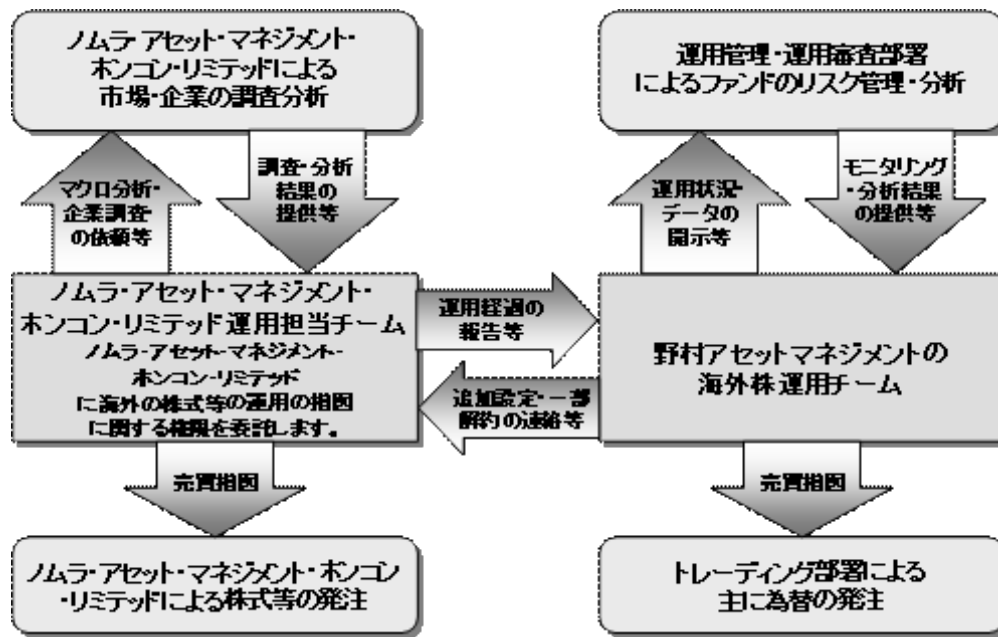 ノムラ・アセット・マネジメント・
ホンコン・リミテッドによる
市場・企業の調査分析
運用管理・運用審査部署
によるファンドのリスク管理・分析
マクロ分析・
企業調査
の依頼等
調査・分析
結果の
提供等
運用状況・
データの
開示等
モニタリング
・分析結果
の提供等
ノムラ・アセット・マネジメント・
ホンコン・リミテッド運用担当チーム
ノムラ・アセット・マネジメント・
ホンコン・リミテッド
に海外の株式等の運用の指図
に関する権限を委託します。
運用経過の
報告等
追加設定・一部
解約の連絡等
野村アセットマネジメントの
海外株運用チーム
売買指図
売買指図
ノムラ・アセット・マネジメント・ホンコン
・リミテッドによる株式等の発注
トレーディング部署による
主に為替の発注